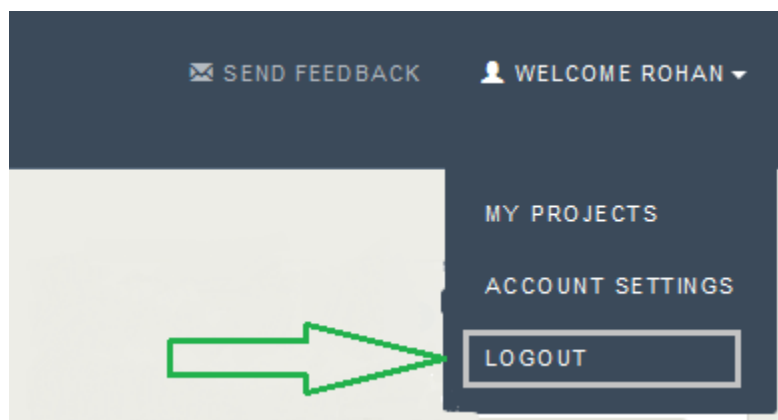 SEND FEEDBACK
WELCOME ROHAN
MY PROJECTS
ACCOUNT SETTINGS
LOGOUT